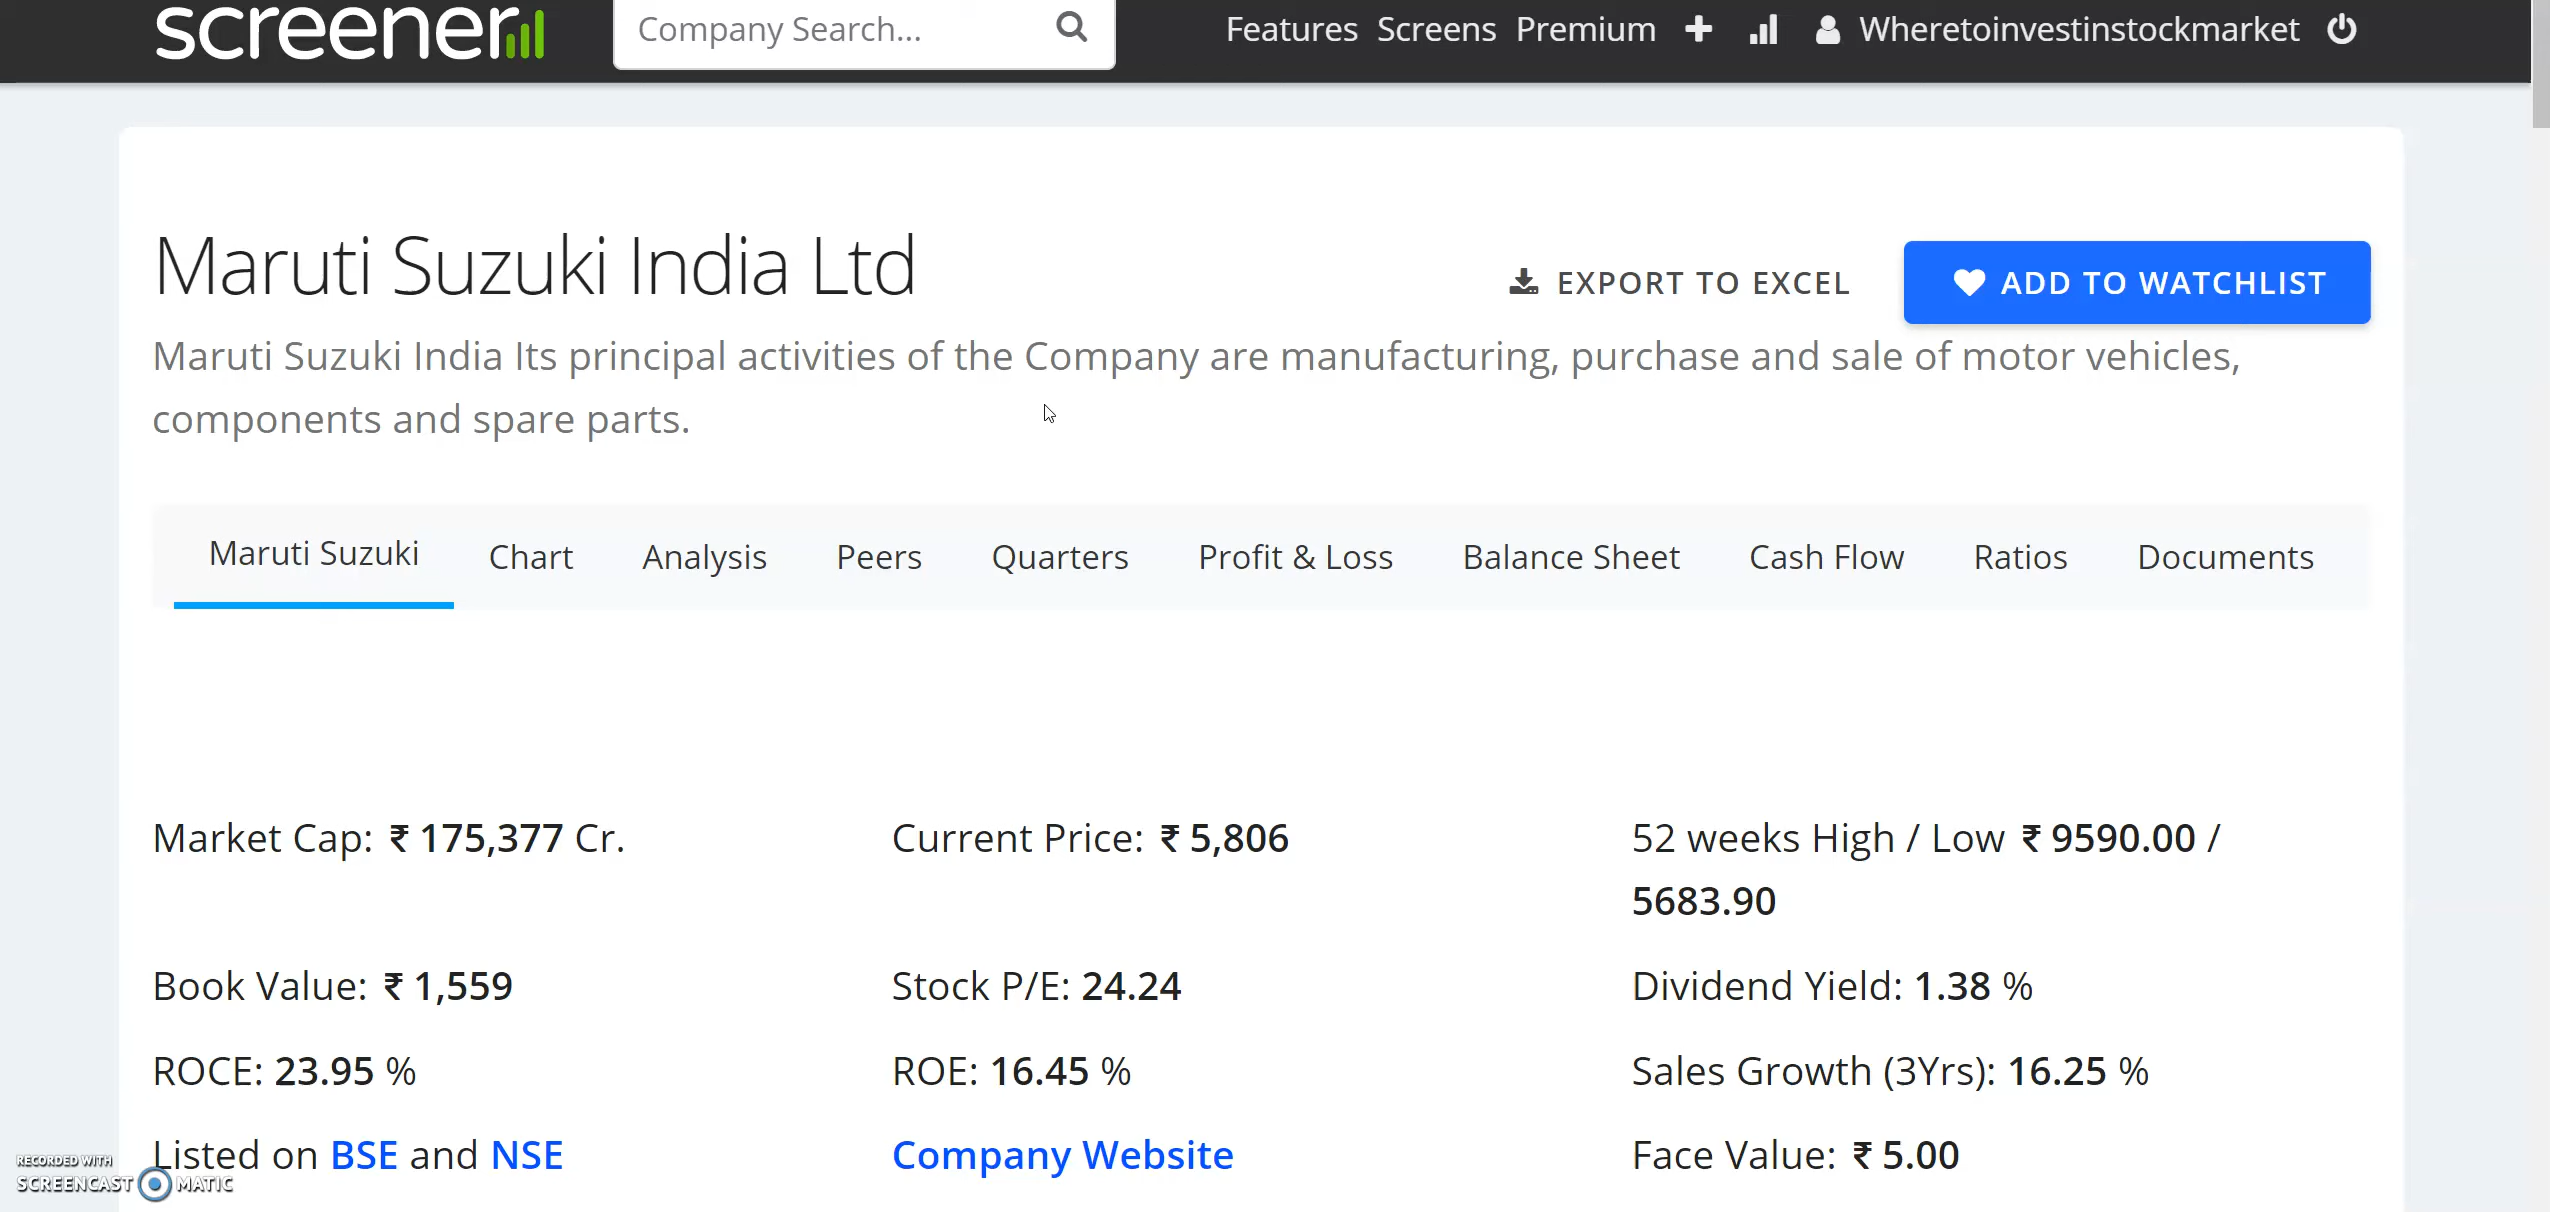 screener
Company Search...
Features Screens Premium Wheretoinvestinstockmarket
Maruti Suzuki India Ltd
EXPORT TO EXCEL
ADD TO WATCHLIST
Maruti Suzuki India Its principal activities of the Company are manufacturing, purchase and sale of motor vehicles,
components and spare parts.
Maruti Suzuki Chart Analysis Peers Quarters Profit & Loss Balance Sheet Cash Flow Ratios Documents
Market Cap: ₹ 175,377 Cr.
Current Price: ₹ 5,806
52 weeks High / Low ₹ 9590.00 /
5683.90
Book Value: ₹ 1,559
Stock P/E: 24.24
Dividend Yield: 1.38 %
ROCE: 23.95 %
ROE: 16.45 %
Sales Growth (3Yrs): 16.25 %
Listed on BSE and NSE
Company Website
Face Value: ₹ 5.00
RECORDED WITH
SCREENCAST MATIC